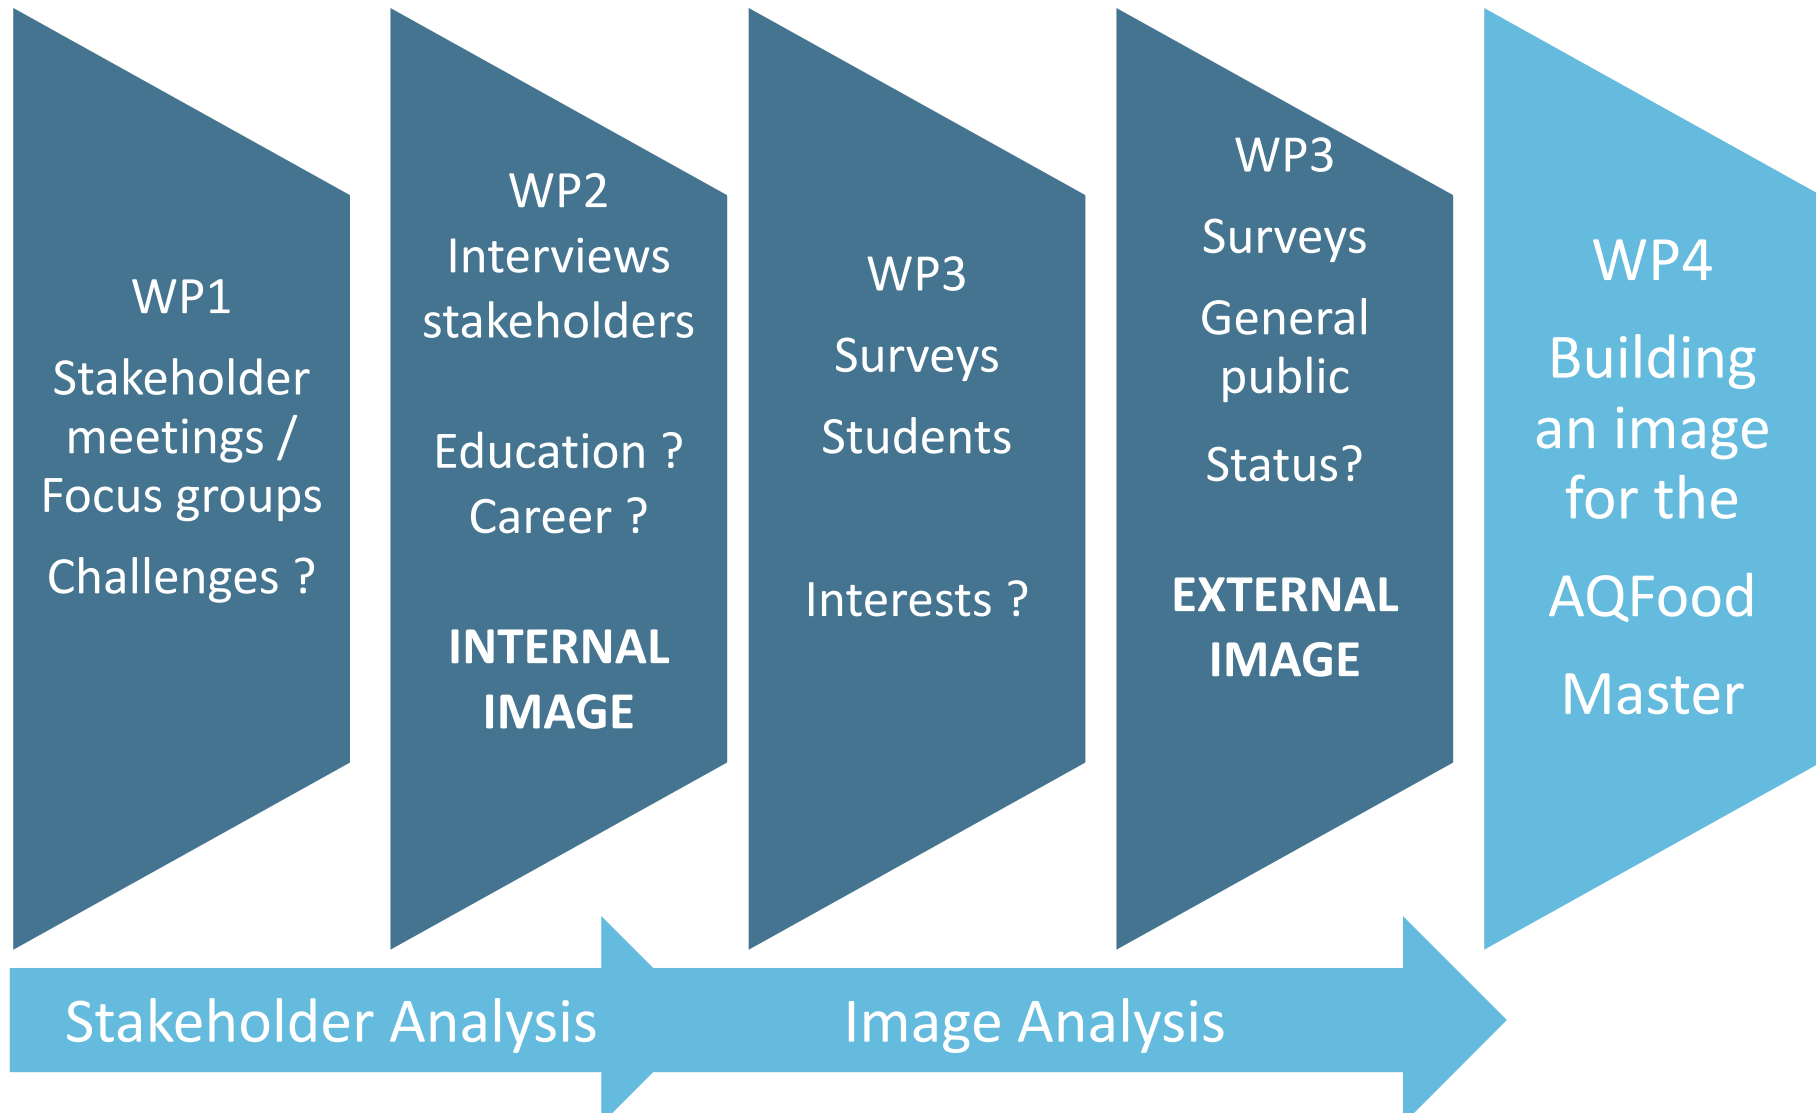 WP1
Stakeholder
meetings /
Focus groups
Challenges ?
WP2
Interviews
stakeholders
Education ?
Career ?
INTERNAL
IMAGE
WP3
Surveys
Students
Interests ?
WP3
Surveys
General
public
Status?
EXTERNAL
IMAGE
WP4
Building
an image
for the
AQFood
Master
Stakeholder Analysis
Image Analysis